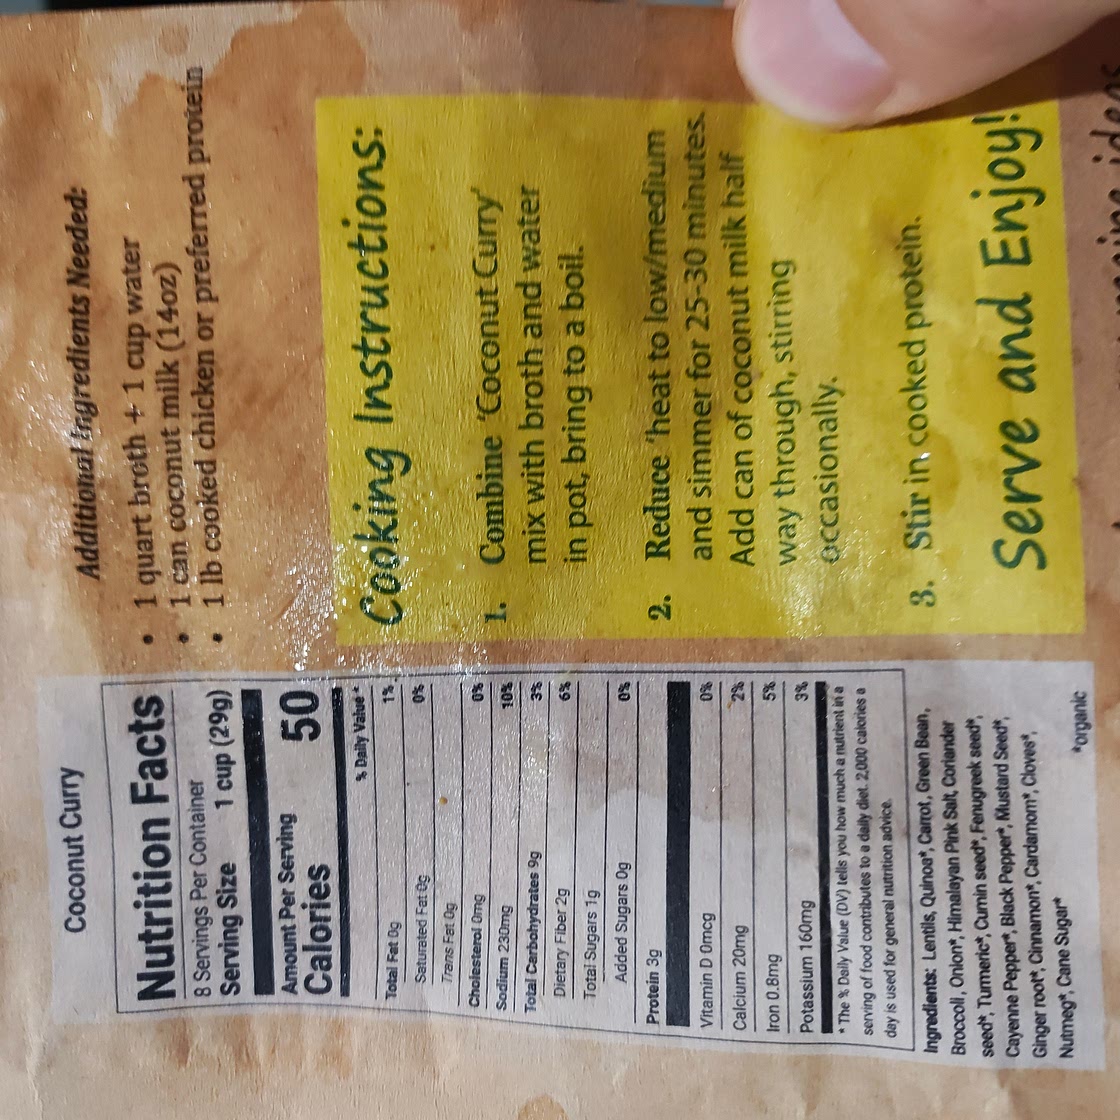 Additional Ingredients Needed:
• 1 quart broth + 1 cup water
• 1 can coconut milk (14oz)
• 1 lb cooked chicken or preferred protein
Cooking Instructions:
1. Combine 'Coconut Curry'
mix with broth and water
in pot, bring to a boil.
2. Reduce 'heat to low/medium
and simmer for 25-30 minutes.
Add can of coconut milk half
way through, stirring
occasionally.
3. Stir in cooked protein.
Serve and Enjoy!
Coconut Curry
Nutrition Facts
8 Servings Per Container
Serving Size 1 cup (29g)
Amount Per Serving
Calories 50
% Daily Value*
Total Fat 0g 1%
Saturated Fat 0g 0%
Trans Fat 0g
Cholesterol 0mg 0%
Sodium 230mg 10%
Total Carbohydrates 9g 3%
Dietary Fiber 2g 6%
Total Sugars 1g
Added Sugars 0g 0%
Protein 3g
Vitamin D 0mcg 0%
Calcium 20mg 2%
Iron 0.8mg 5%
Potassium 160mg 3%
* The % Daily Value (DV) tells you how much a nutrient in a
serving of food contributes to a daily diet. 2,000 calories a
day is used for general nutrition advice.
Ingredients: Lentils, Quinoa*, Carrot, Green Bean,
Broccoli, Onion*, Himalayan Pink Salt, Coriander
seed*, Turmeric*, Cumin seed*, Fenugreek seed*,
Cayenne Pepper*, Black Pepper*, Mustard Seed*,
Ginger root*, Cinnamon*, Cardamom*, Cloves*,
Nutmeg*, Cane Sugar*
*organic
ideas